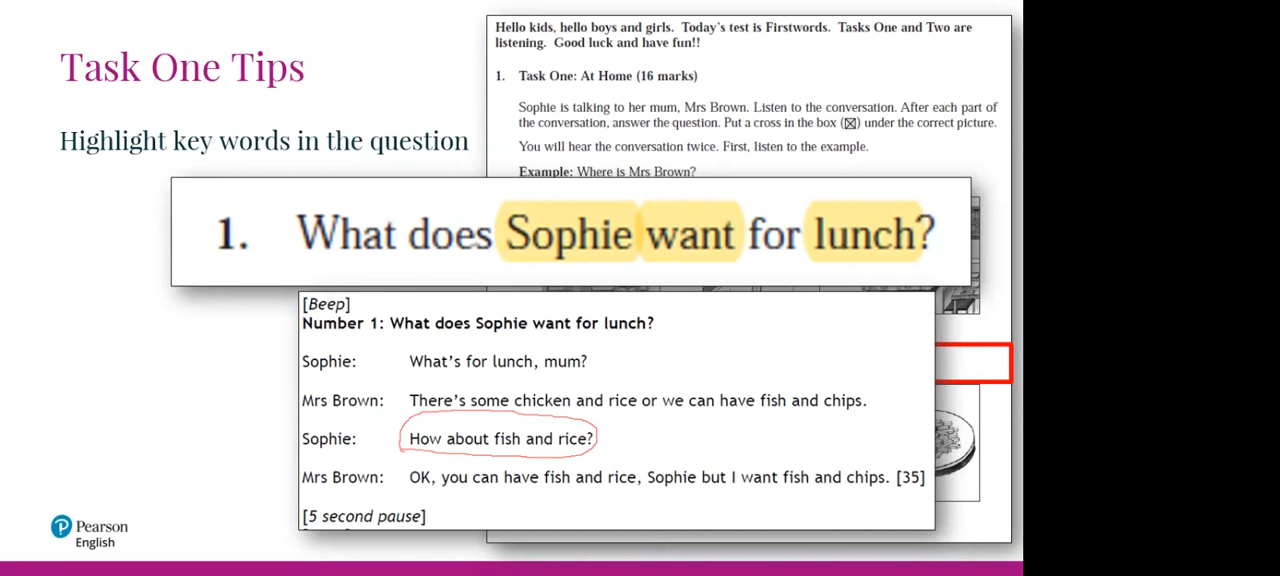 Task One Tips
Highlight key words in the question
Hello kids, hello boys and girls. Today's test is Firstwords. Tasks One and Two are
listening. Good luck and have fun!!
1. Task One: At Home (16 marks)
Sophie is talking to her mum, Mrs Brown. Listen to the conversation. After each part of
the conversation, answer the question. Put a cross in the box (☒) under the correct picture.
You will hear the conversation twice. First, listen to the example.
Example: Where is Mrs Brown?
1. What does Sophie want for lunch?
[Beep]
Number 1: What does Sophie want for lunch?
Sophie: What's for lunch, mum?
Mrs Brown: There's some chicken and rice or we can have fish and chips.
Sophie: How about fish and rice?
Mrs Brown: OK, you can have fish and rice, Sophie but I want fish and chips. [35]
[5 second pause]
Pearson
English